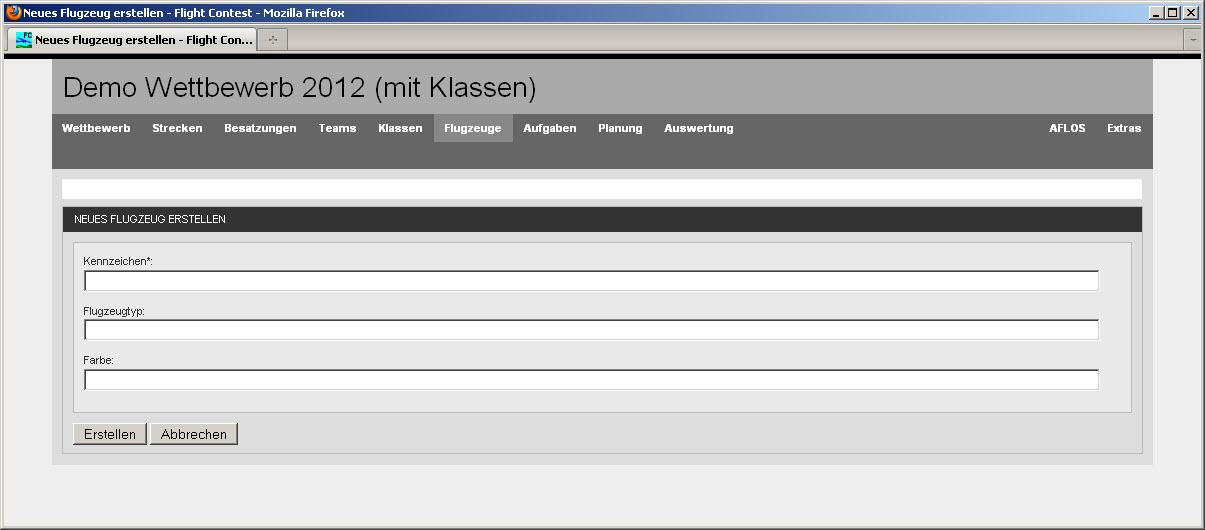 Neues Flugzeug erstellen - Flight Contest - Mozilla Firefox
FC Neues Flugzeug erstellen - Flight Con...
Demo Wettbewerb 2012 (mit Klassen)
Wettbewerb Strecken Besatzungen Teams Klassen Flugzeuge Aufgaben Planung Auswertung AFLOS Extras
NEUES FLUGZEUG ERSTELLEN
Kennzeichen*:
Flugzeugtyp:
Farbe:
Erstellen Abbrechen